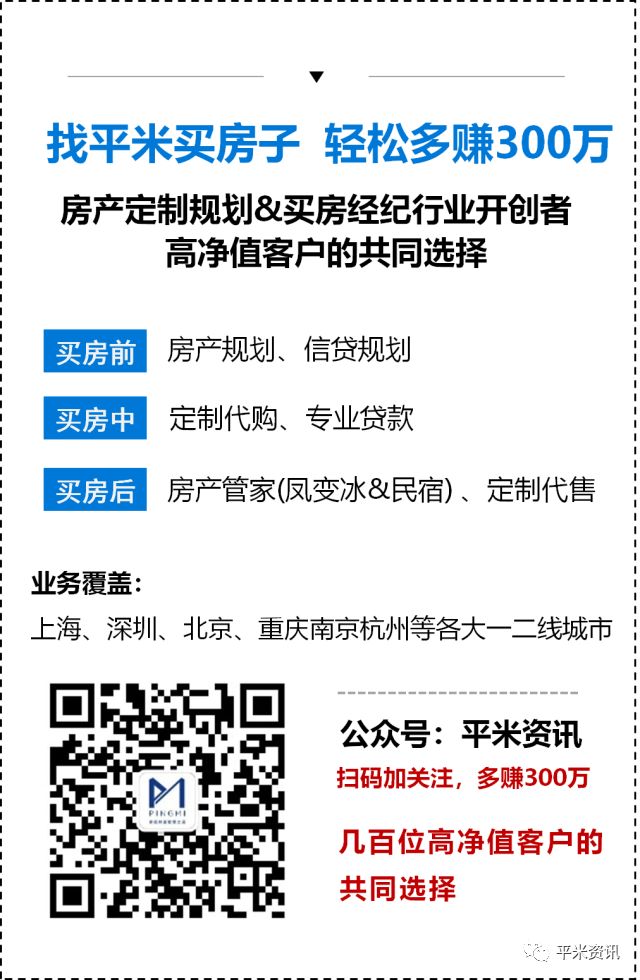 找平米买房子 轻松多赚300万
房产定制规划&买房经纪行业开创者
高净值客户的共同选择
买房前 房产规划、信贷规划
买房中 定制代购、专业贷款
买房后 房产管家(凤变冰&民宿) 、定制代售
业务覆盖：
上海、深圳、北京、重庆南京杭州等各大一二线城市
公众号：平米资讯
扫码加关注，多赚300万
几百位高净值客户的
共同选择
PINGMI
平米资讯